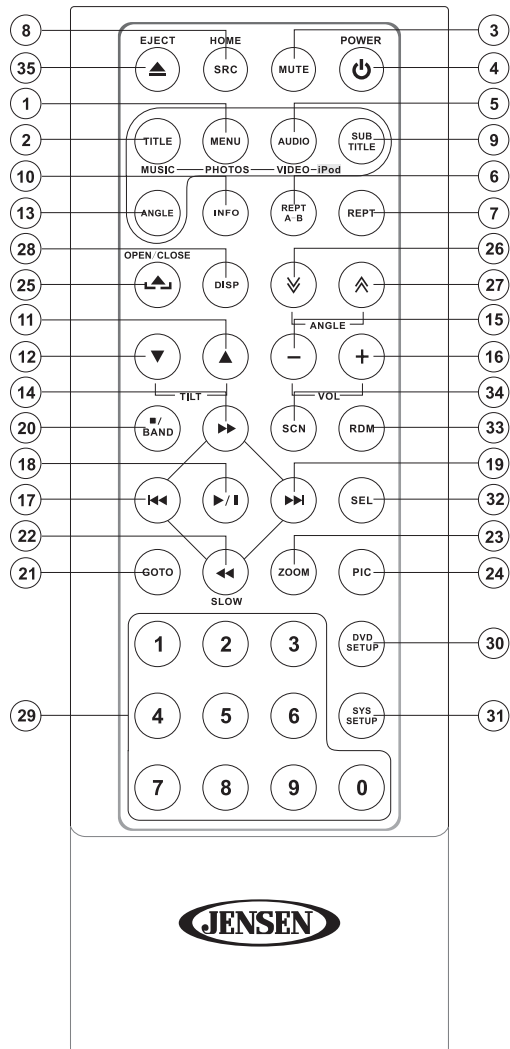 EJECT HOME POWER
8 3
35 SRC MUTE 4
1 5
2 TITLE MENU AUDIO SUB TITLE 9
MUSIC PHOTOS VIDEO iPod
10 6
13 ANGLE INFO REPT A-B REPT 7
OPEN/CLOSE
28 26
25 DISP 27
ANGLE
11 15
12 − + 16
TILT VOL
14 34
20 ■/BAND SCN RDM 33
18 19
17 SEL 32
22 23
21 GOTO ZOOM PIC 24
SLOW
1 2 3 DVD SETUP 30
29 4 5 6 SYS SETUP 31
7 8 9 0
JENSEN